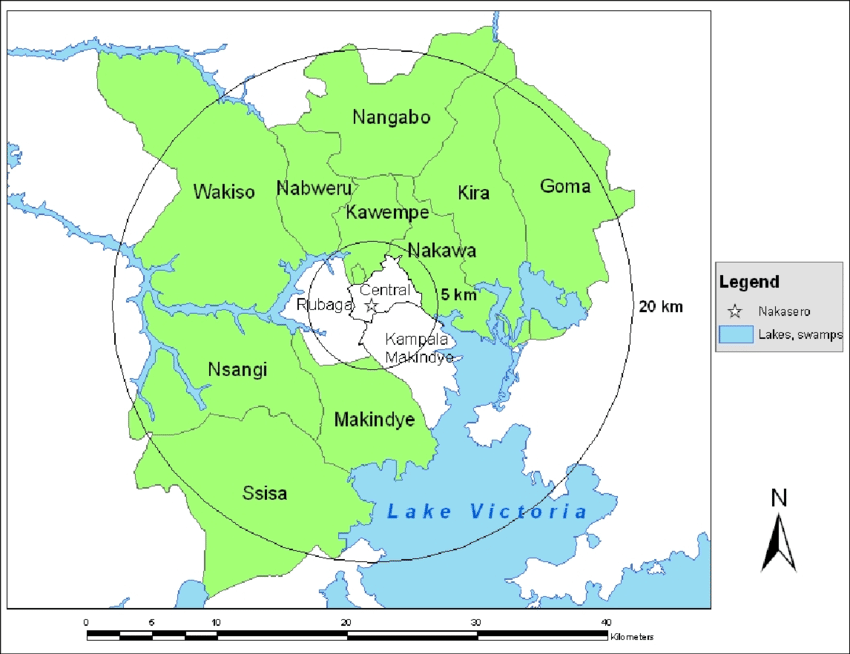 Nangabo
Wakiso
Nabweru
Kira
Goma
Kawempe
Nakawa
Central
5 km
Rubaga
20 km
Kampala
Makindye
Nsangi
Makindye
Ssisa
Lake Victoria
Legend
Nakasero
Lakes, swamps
N
0 5 10 20 30 40
Kilometers